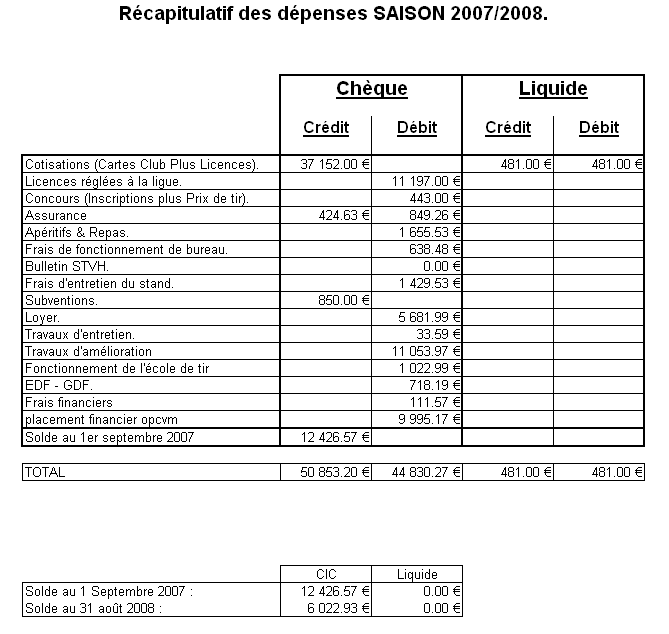 Récapitulatif des dépenses SAISON 2007/2008.
Chèque Liquide
Crédit Débit Crédit Débit
Cotisations (Cartes Club Plus Licences). 37 152.00 € 481.00 € 481.00 €
Licences réglées à la ligue. 11 197.00 €
Concours (Inscriptions plus Prix de tir). 443.00 €
Assurance 424.63 € 849.26 €
Apéritifs & Repas. 1 655.53 €
Frais de fonctionnement de bureau. 638.48 €
Bulletin STVH. 0.00 €
Frais d'entretien du stand. 1 429.53 €
Subventions. 850.00 €
Loyer. 5 681.99 €
Travaux d'entretien. 33.59 €
Travaux d'amélioration 11 053.97 €
Fonctionnement de l'école de tir 1 022.99 €
EDF - GDF. 718.19 €
Frais financiers 111.57 €
placement financier opcvm 9 995.17 €
Solde au 1er septembre 2007 12 426.57 €
TOTAL 50 853.20 € 44 830.27 € 481.00 € 481.00 €
CIC Liquide
Solde au 1 Septembre 2007 : 12 426.57 € 0.00 €
Solde au 31 août 2008 : 6 022.93 € 0.00 €